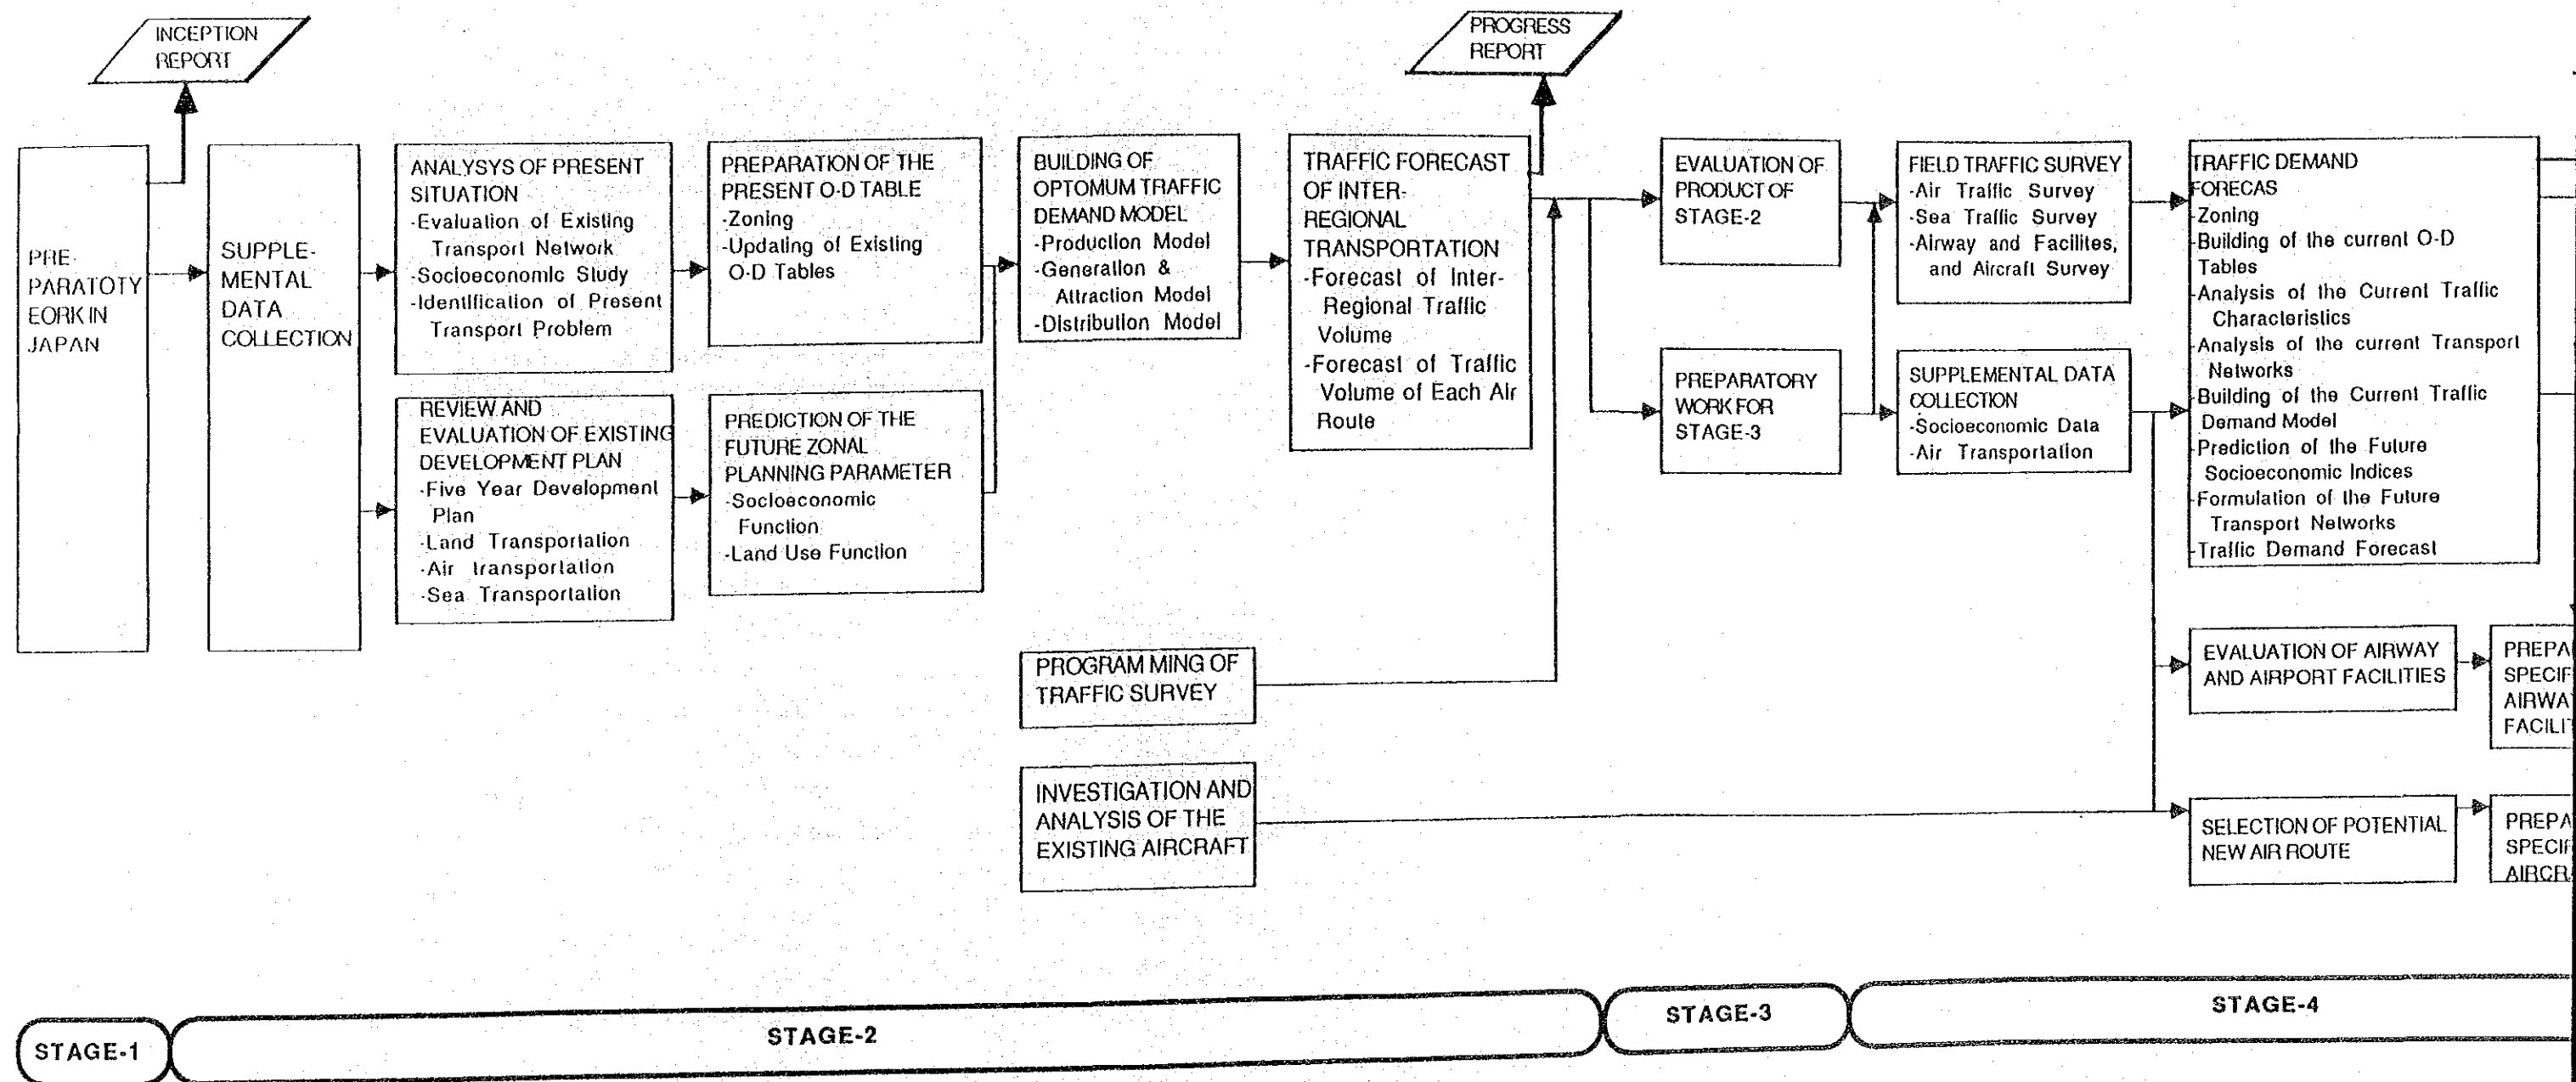 INCEPTION
REPORT
PROGRESS
REPORT
PRE-
PARATOTY
EORK IN
JAPAN
SUPPLE-
MENTAL
DATA
COLLECTION
ANALYSYS OF PRESENT
SITUATION
-Evaluation of Existing
Transport Network
-Socioeconomic Study
-Identification of Present
Transport Problem
REVIEW AND
EVALUATION OF EXISTING
DEVELOPMENT PLAN
-Five Year Development
Plan
-Land Transportation
-Air transportation
-Sea Transportation
PREPARATION OF THE
PRESENT O-D TABLE
-Zoning
-Updating of Existing
O-D Tables
PREDICTION OF THE
FUTURE ZONAL
PLANNING PARAMETER
-Socioeconomic
Function
-Land Use Function
BUILDING OF
OPTOMUM TRAFFIC
DEMAND MODEL
-Production Model
-Generation &
Attraction Model
-Distribution Model
TRAFFIC FORECAST
OF INTER-
REGIONAL
TRANSPORTATION
-Forecast of Inter-
Regional Traffic
Volume
-Forecast of Traffic
Volume of Each Air
Route
PROGRAM MING OF
TRAFFIC SURVEY
INVESTIGATION AND
ANALYSIS OF THE
EXISTING AIRCRAFT
EVALUATION OF
PRODUCT OF
STAGE-2
PREPARATORY
WORK FOR
STAGE-3
FIELD TRAFFIC SURVEY
-Air Traffic Survey
-Sea Traffic Survey
-Airway and Facilites,
and Aircraft Survey
SUPPLEMENTAL DATA
COLLECTION
-Socioeconomic Data
-Air Transportation
TRAFFIC DEMAND
FORECAS
-Zoning
-Building of the current O-D
Tables
-Analysis of the Current Traffic
Characteristics
-Analysis of the current Transport
Networks
-Building of the Current Traffic
Demand Model
-Prediction of the Future
Socioeconomic Indices
-Formulation of the Future
Transport Networks
-Traffic Demand Forecast
EVALUATION OF AIRWAY
AND AIRPORT FACILITIES
PREPA
SPECIF
AIRWA
FACILIT
SELECTION OF POTENTIAL
NEW AIR ROUTE
PREPA
SPECIF
AIRCR
STAGE-1
STAGE-2
STAGE-3
STAGE-4